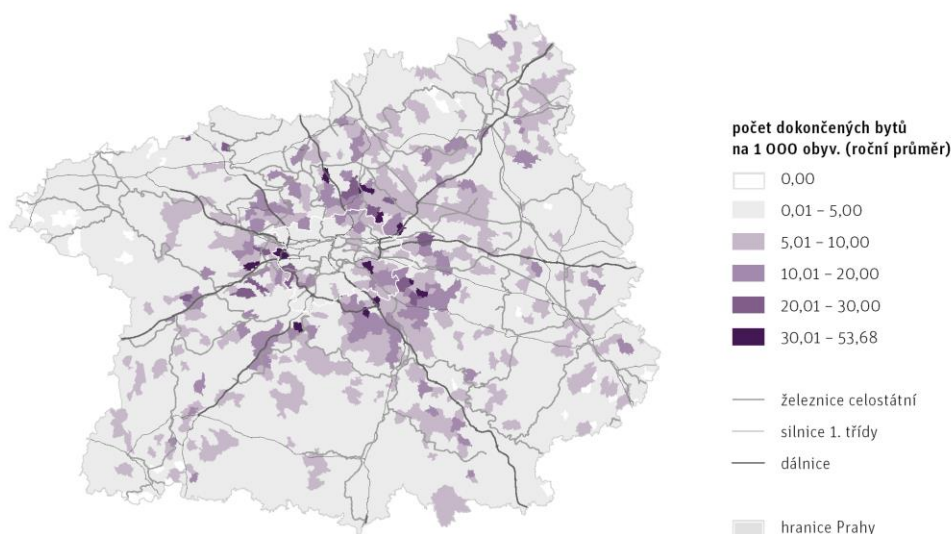 počet dokončených bytů
na 1 000 obyv. (roční průměr)
0,00
0,01 – 5,00
5,01 – 10,00
10,01 – 20,00
20,01 – 30,00
30,01 – 53,68
železnice celostátní
silnice 1. třídy
dálnice
hranice Prahy